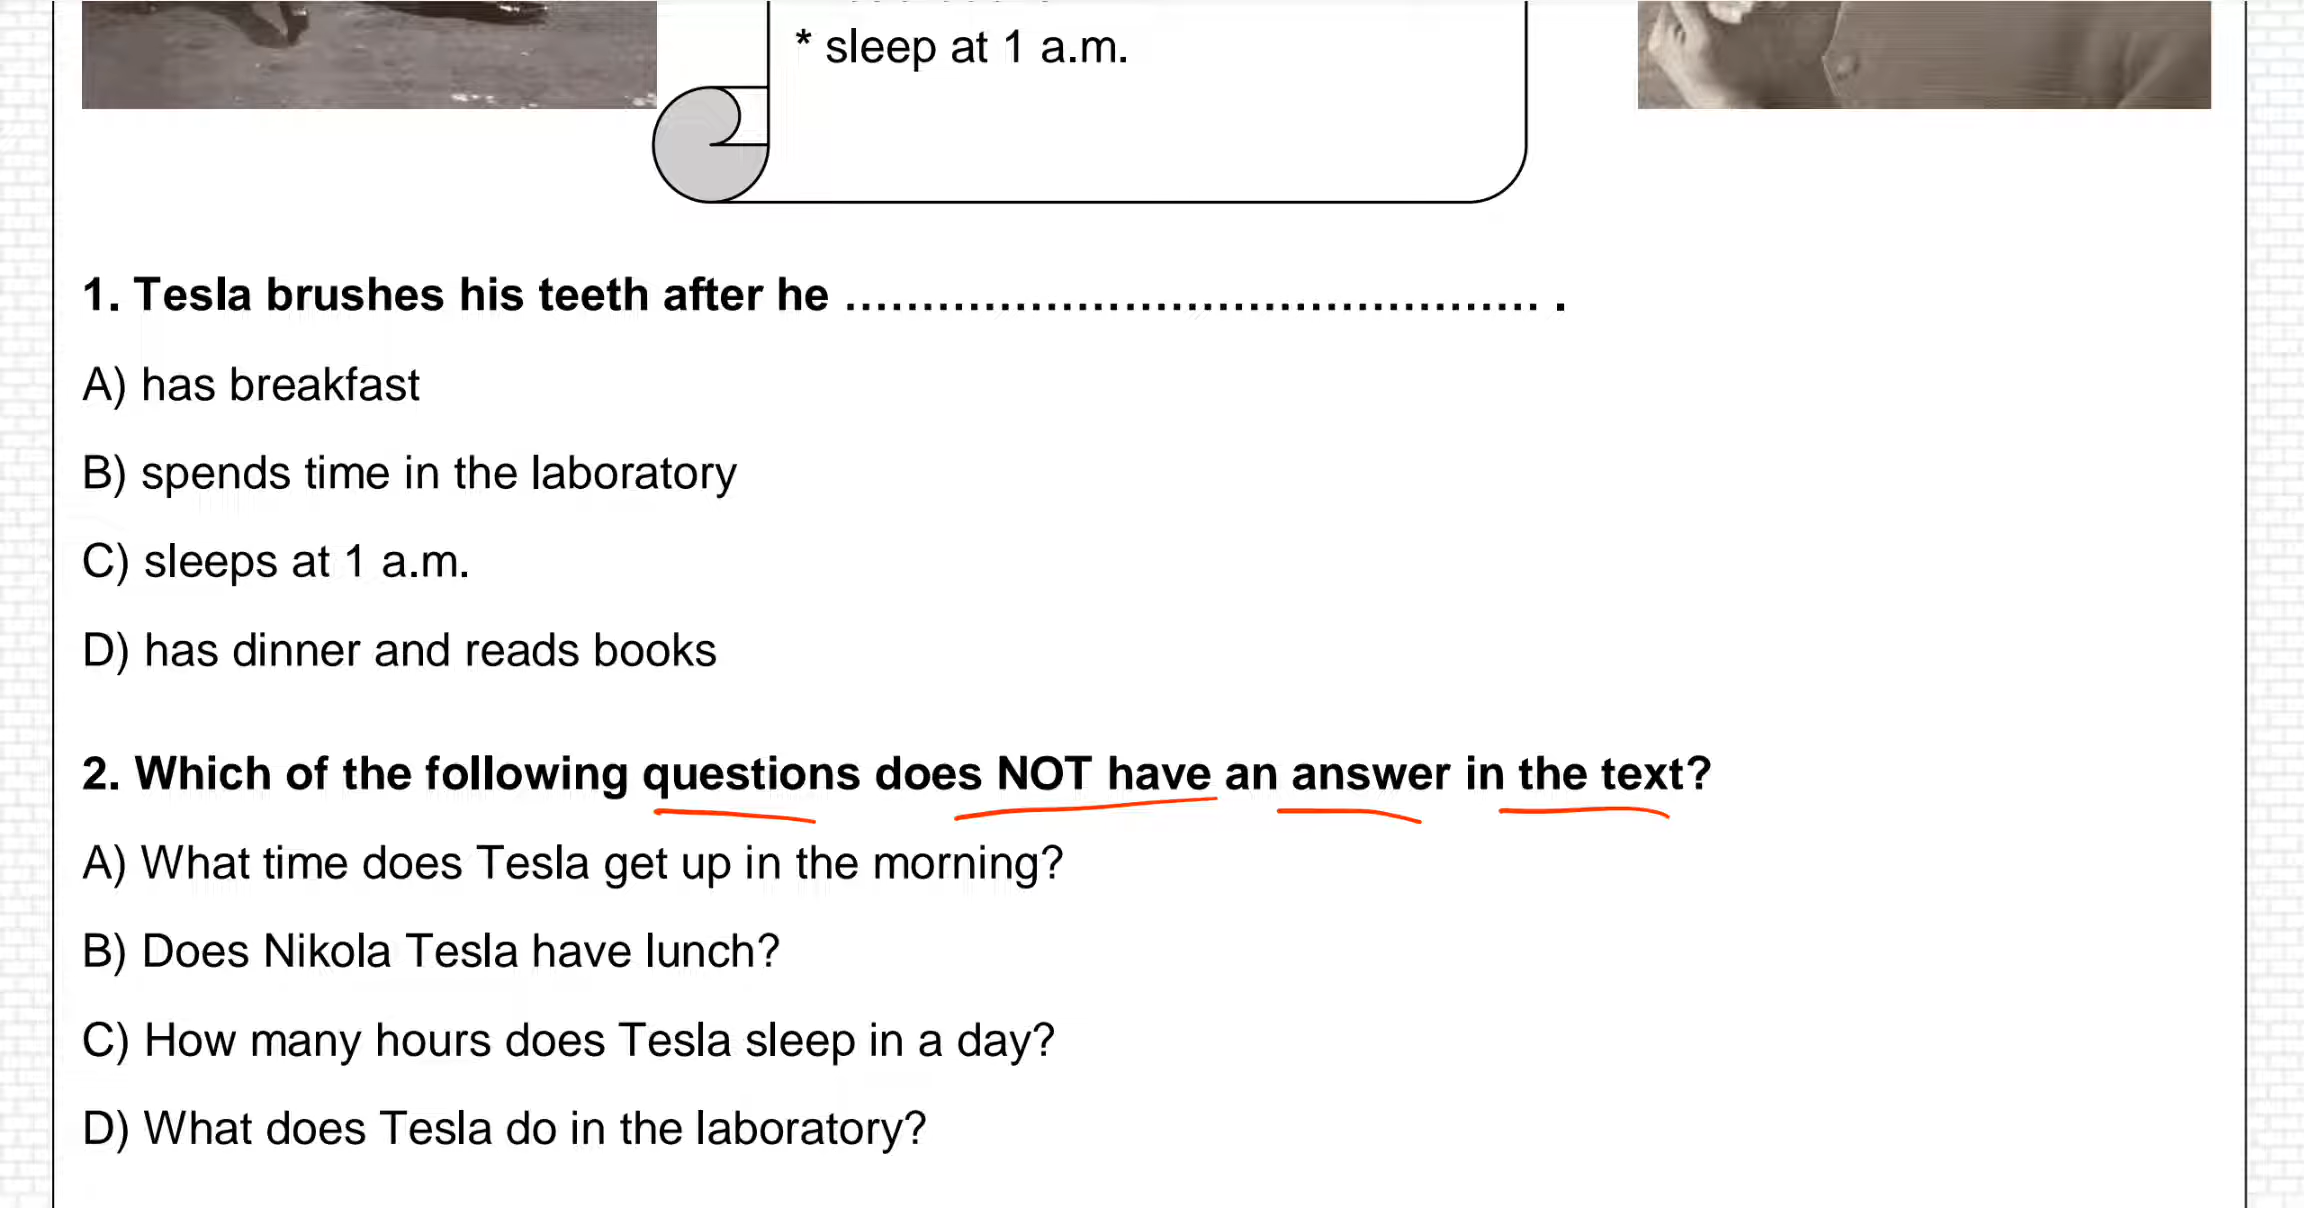 * sleep at 1 a.m.
1. Tesla brushes his teeth after he .............................................. .
A) has breakfast
B) spends time in the laboratory
C) sleeps at 1 a.m.
D) has dinner and reads books
2. Which of the following questions does NOT have an answer in the text?
A) What time does Tesla get up in the morning?
B) Does Nikola Tesla have lunch?
C) How many hours does Tesla sleep in a day?
D) What does Tesla do in the laboratory?